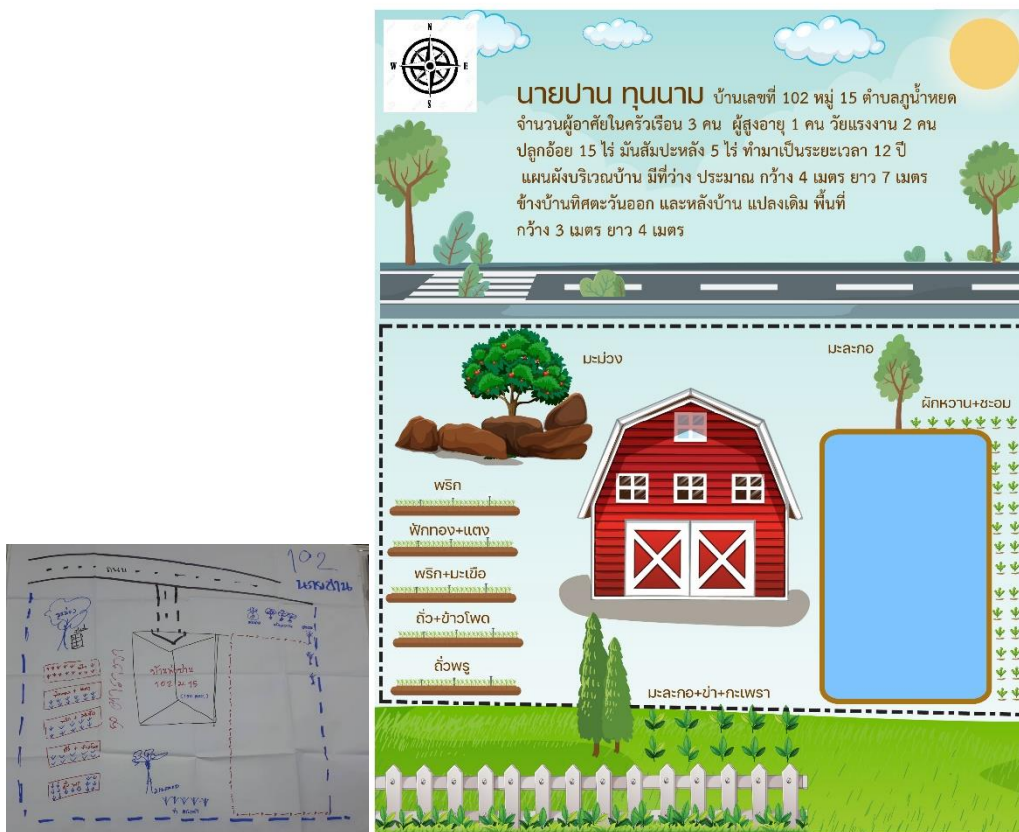 N
W
E
S
นายปาน ทุนนาม บ้านเลขที่ 102 หมู่ 15 ตำบลภูน้ำหยด
จำนวนผู้อาศัยในครัวเรือน 3 คน ผู้สูงอายุ 1 คน วัยแรงงาน 2 คน
ปลูกอ้อย 15 ไร่ มันสัมปะหลัง 5 ไร่ ทำมาเป็นระยะเวลา 12 ปี
แผนผังบริเวณบ้าน มีที่ว่าง ประมาณ กว้าง 4 เมตร ยาว 7 เมตร
ข้างบ้านทิศตะวันออก และหลังบ้าน แปลงเดิม พื้นที่
กว้าง 3 เมตร ยาว 4 เมตร
มะม่วง
มะละกอ
ผักหวาน+ชะอม
พริก
ฟักทอง+แตง
พริก+มะเขือ
ถั่ว+ข้าวโพด
ถั่วพรู
มะละกอ+ข่า+กะเพรา
102
นายปาน
ถนน
102 ม 15